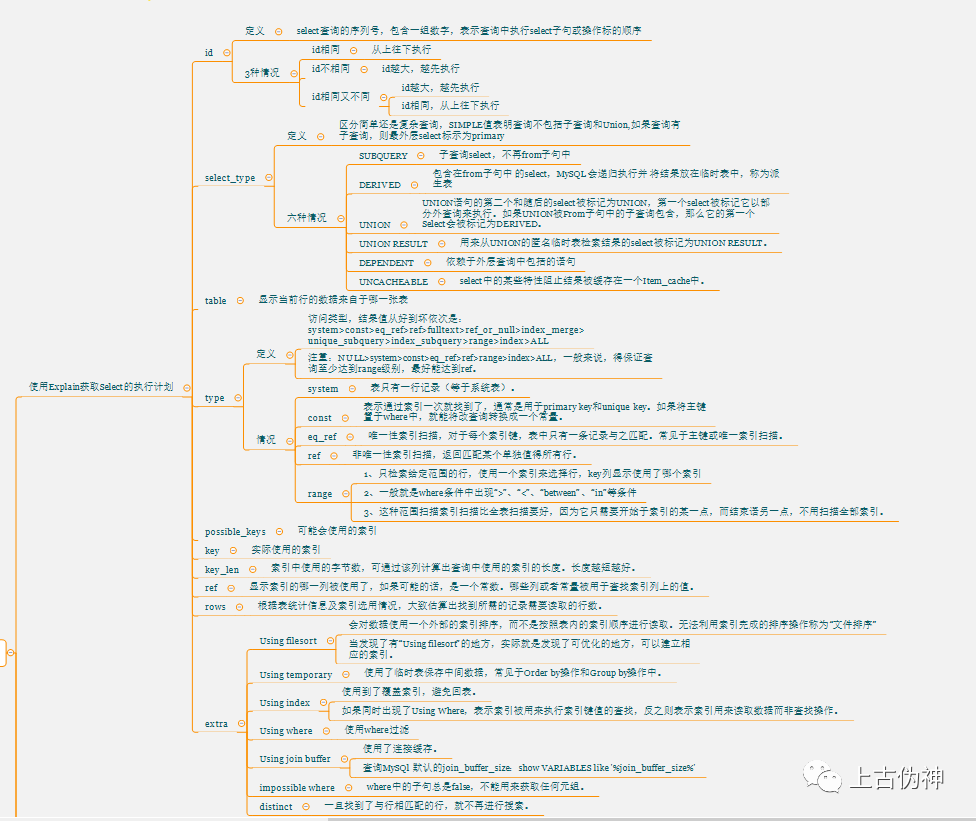 使用Explain获取Select的执行计划
id
定义
select查询的序列号，包含一组数字，表示查询中执行select子句或操作标的顺序
3种情况
id相同
从上往下执行
id不相同
id越大，越先执行
id相同又不同
id越大，越先执行
id相同，从上往下执行
select_type
定义
区分简单还是复杂查询，SIMPLE值表明查询不包括子查询和Union,如果查询有
子查询，则最外层select标示为primary
六种情况
SUBQUERY
子查询select，不再from子句中
DERIVED
包含在from子句中 的select，MySQL 会递归执行并 将结果放在临时表中，称为派
生表
UNION
UNION语句的第二个和随后的select被标记为UNION，第一个select被标记它以部
分外查询来执行。如果UNION被From子句中的子查询包含，那么它的第一个
Select会被标记为DERIVED。
UNION RESULT
用来从UNION的匿名临时表检索结果的select被标记为UNION RESULT。
DEPENDENT
依赖于外层查询中包括的语句
UNCACHEABLE
select中的某些特性阻止结果被缓存在一个Item_cache中。
table
显示当前行的数据来自于哪一张表
type
定义
访问类型，结果值从好到坏依次是：
system>const>eq_ref>ref>fulltext>ref_or_null>index_merge>
unique_subquery>index_subquery>range>index>ALL
注意：NULL>system>const>eq_ref>ref>range>index>ALL，一般来说，得保证查
询至少达到range级别，最好能达到ref。
情况
system
表只有一行记录（等于系统表）。
const
表示通过索引一次就找到了，通常是用于primary key和unique key。如果将主键
置于where中，就能将改查询转换成一个常量。
eq_ref
唯一性索引扫描，对于每个索引键，表中只有一条记录与之匹配。常见于主键或唯一索引扫描。
ref
非唯一性索引扫描，返回匹配某个单独值得所有行。
range
1、只检索给定范围的行，使用一个索引来选择行，key列显示使用了哪个索引
2、一般就是where条件中出现“>”、“<”、“between”、“in”等条件
3、这种范围扫描索引扫描比全表扫描要好，因为它只需要开始于索引的某一点，而结束语另一点，不用扫描全部索引。
possible_keys
可能会使用的索引
key
实际使用的索引
key_len
索引中使用的字节数，可通过该列计算出查询中使用的索引的长度。长度越短越好。
ref
显示索引的哪一列被使用了，如果可能的话，是一个常数。哪些列或者常量被用于查找索引列上的值。
rows
根据表统计信息及索引选用情况，大致估算出找到所需的记录需要读取的行数。
extra
Using filesort
会对数据使用一个外部的索引排序，而不是按照表内的索引顺序进行读取。无法利用索引完成的排序操作称为“文件排序”
当发现了有“Using filesort”的地方，实际就是发现了可优化的地方，可以建立相
应的索引。
Using temporary
使用了临时表保存中间数据，常见于Order by操作和Group by操作中。
Using index
使用到了覆盖索引，避免回表。
如果同时出现了Using Where，表示索引被用来执行索引键值的查找，反之则表示索引用来读取数据而非查找操作。
Using where
使用where过滤
Using join buffer
使用了连接缓存。
查询MySQl 默认的join_buffer_size：show VARIABLES like '%join_buffer_size%'
impossible where
where中的子句总是false，不能用来获取任何元组。
distinct
一旦找到了与行相匹配的行，就不再进行搜索。
上古伪神